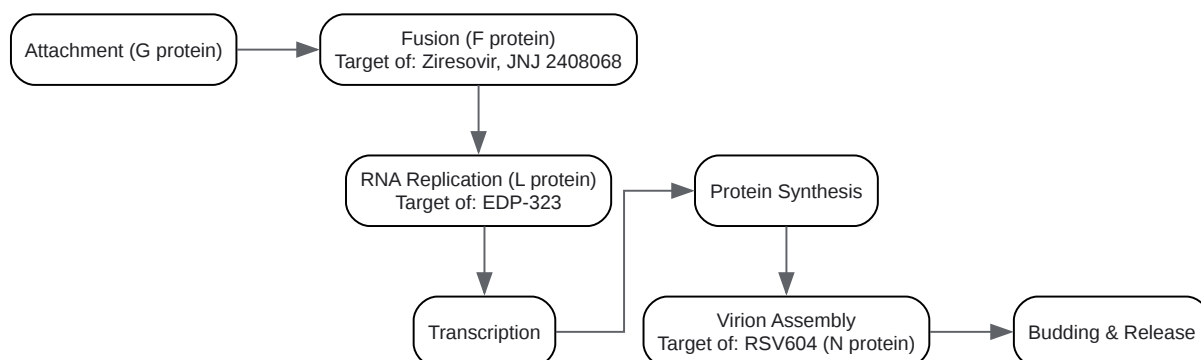 Attachment (G protein)
Fusion (F protein)
Target of: Ziresovir, JNJ 2408068
RNA Replication (L protein)
Target of: EDP-323
Transcription
Protein Synthesis
Virion Assembly
Target of: RSV604 (N protein)
Budding & Release